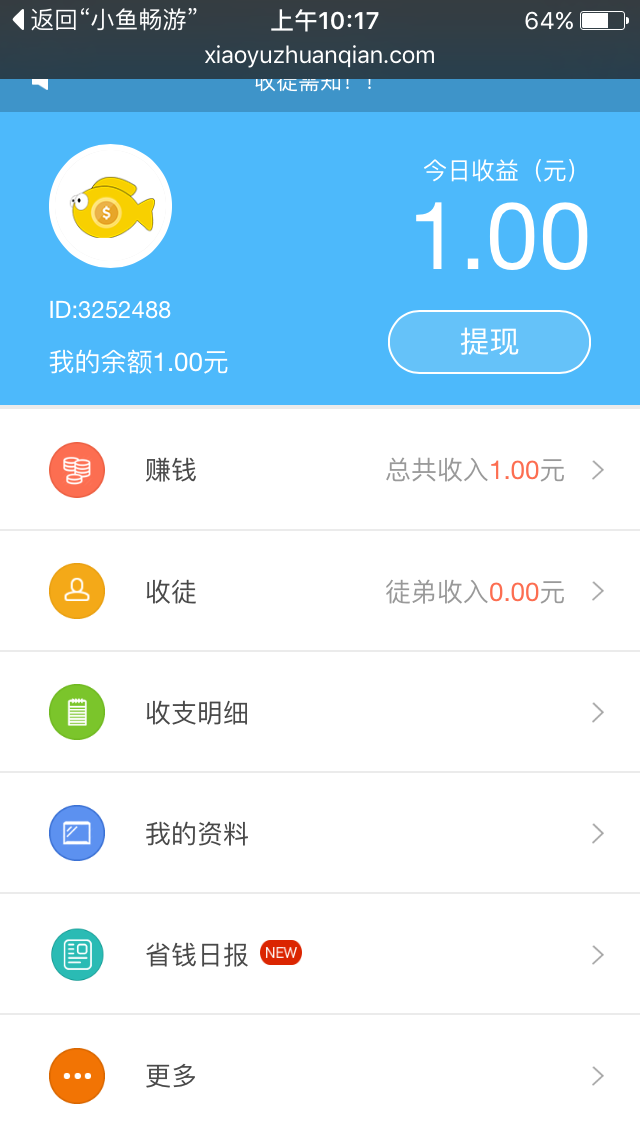 返回“小鱼畅游”
上午10:17
64%
xiaoyuzhuanqian.com
收徒需知！！
今日收益（元）
1.00
$
ID:3252488
提现
我的余额1.00元
赚钱
总共收入1.00元
收徒
徒弟收入0.00元
收支明细
我的资料
省钱日报 NEW
更多